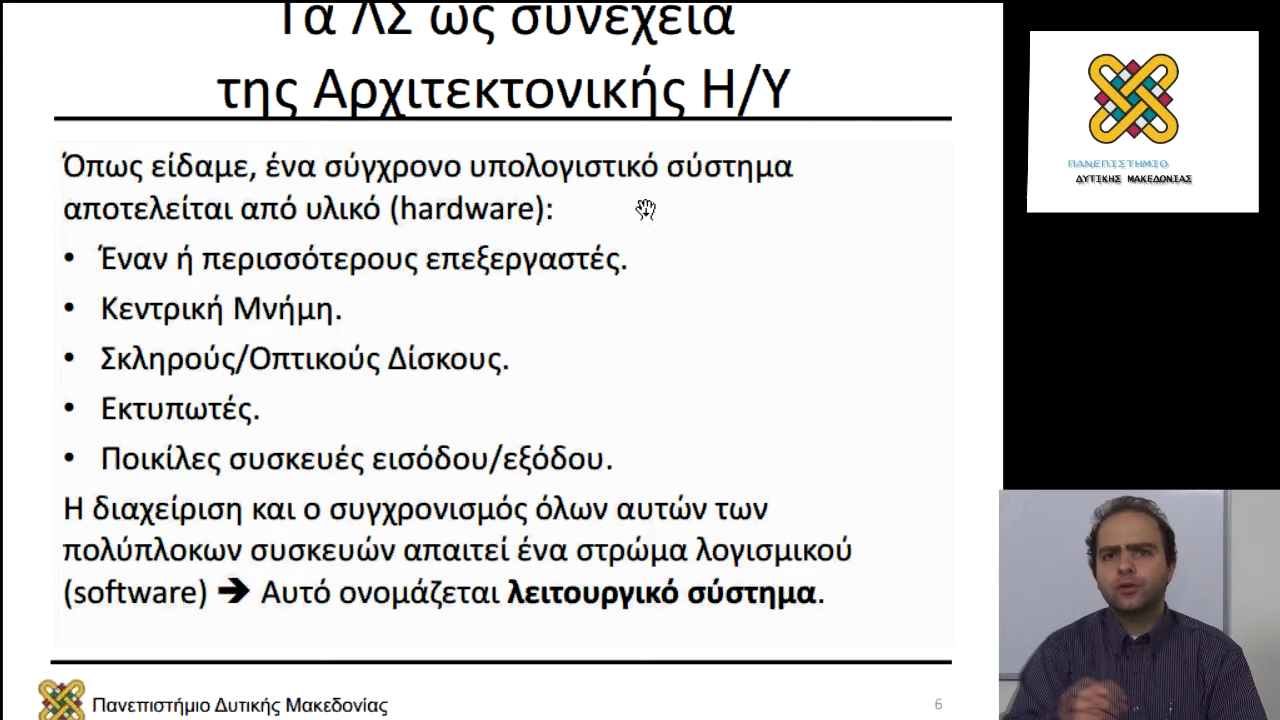 Τα ΛΣ ως συνέχεια
της Αρχιτεκτονικής Η/Υ
Όπως είδαμε, ένα σύγχρονο υπολογιστικό σύστημα
αποτελείται από υλικό (hardware):
• Έναν ή περισσότερους επεξεργαστές.
• Κεντρική Μνήμη.
• Σκληρούς/Οπτικούς Δίσκους.
• Εκτυπωτές.
• Ποικίλες συσκευές εισόδου/εξόδου.
Η διαχείριση και ο συγχρονισμός όλων αυτών των
πολύπλοκων συσκευών απαιτεί ένα στρώμα λογισμικού
(software) ➔ Αυτό ονομάζεται λειτουργικό σύστημα.
Πανεπιστήμιο Δυτικής Μακεδονίας
6
ΠΑΝΕΠΙΣΤΗΜΙΟ
ΔΥΤΙΚΗΣ ΜΑΚΕΔΟΝΙΑΣ